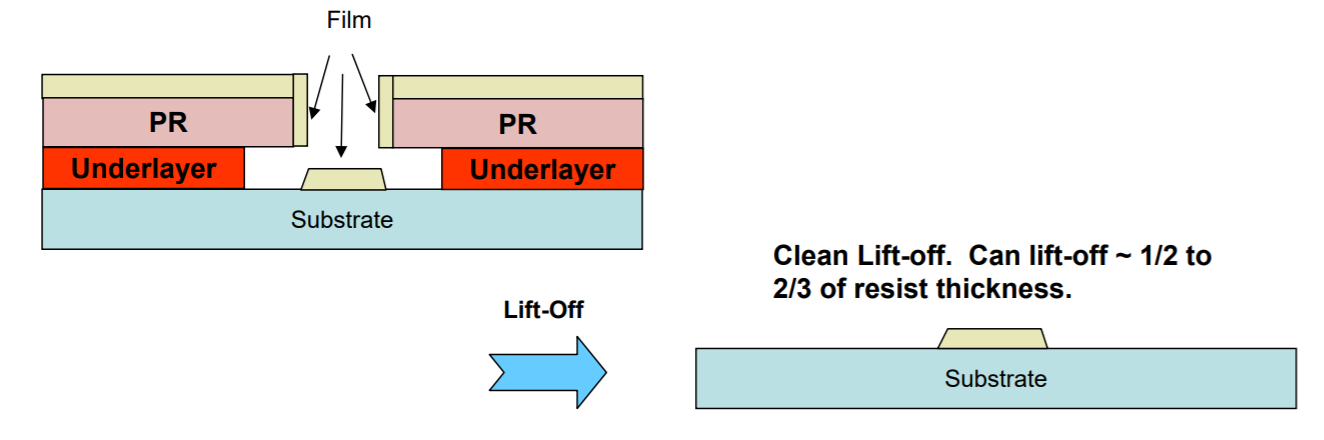 Film
PR
PR
Underlayer
Underlayer
Substrate
Clean Lift-off.  Can lift-off ~ 1/2 to
2/3 of resist thickness.
Lift-Off
Substrate